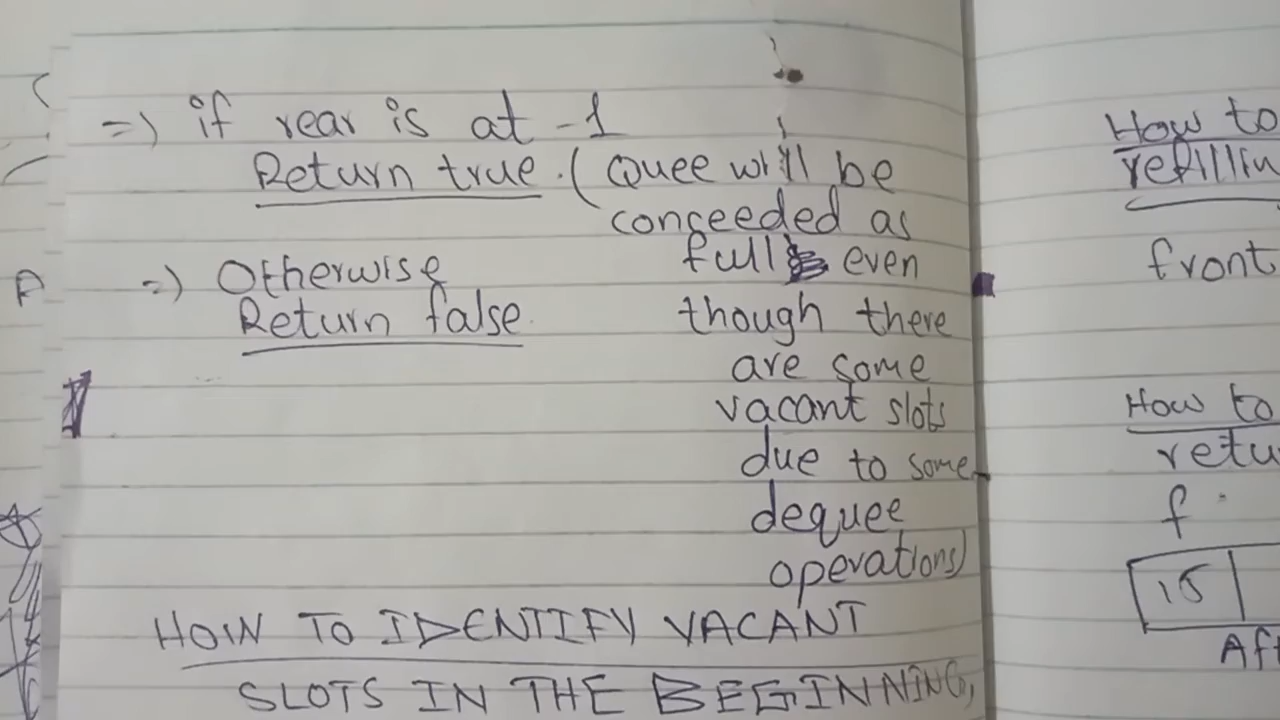 =) if rear is at -1
Return true. (Quee will be
conseeded as
full even
=) Otherwise
Return false.
though there
are some
vacant slots
due to some
dequee
operations)
HOW TO IDENTIFY VACANT
SLOTS IN THE BEGINNING,
How to
refillin
front
How to
retu
f
15
Aft